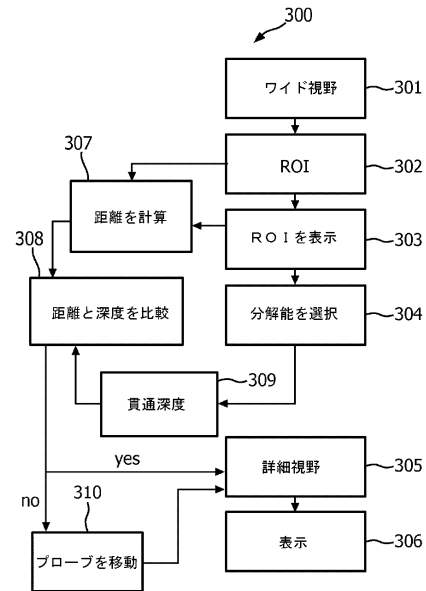 300
ワイド視野
301
307
ROI
302
距離を計算
ＲＯＩを表示
303
308
距離と深度を比較
分解能を選択
304
309
貫通深度
yes
詳細視野
305
no
310
プローブを移動
表示
306